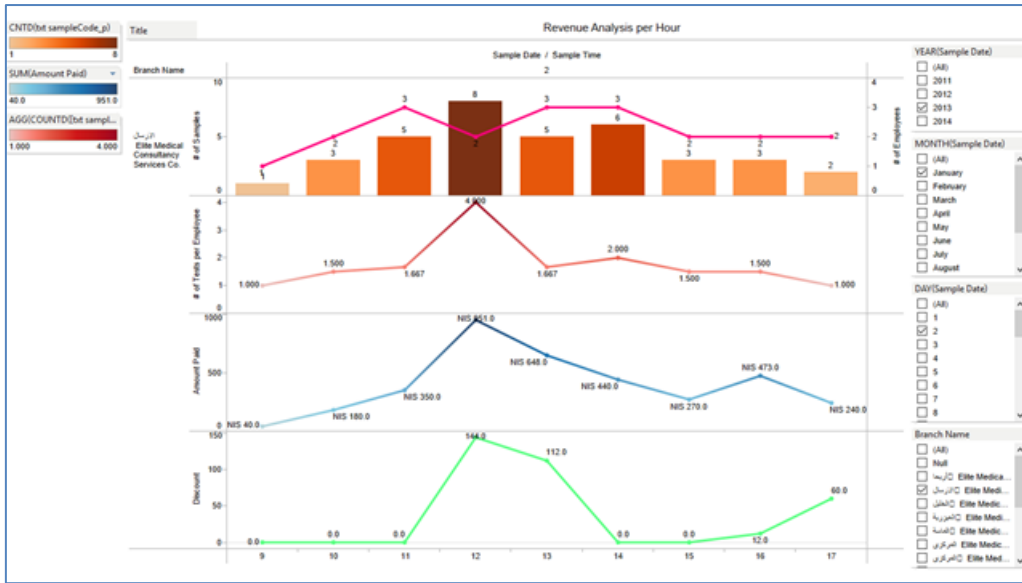 CNTD(txt sampleCode_p)
1 8
SUM(Amount Paid)
40.0 951.0
AGG(COUNTD([txt sampl...
1.000 4.000
Title
Revenue Analysis per Hour
Sample Date / Sample Time
Branch Name
2
الارسال
Elite Medical
Consultancy
Services Co.
# of Samples
10
5
0
1
3
5
8
5
6
3
3
2
1
2
3
2
3
3
2
2
2
# of Employees
4
3
2
1
0
# of Tests per Employee
4
3
2
1
0
1.000
1.500
1.667
4.000
1.667
2.000
1.500
1.500
1.000
Amount Paid
1000
500
0
NIS 40.0
NIS 180.0
NIS 350.0
NIS 951.0
NIS 648.0
NIS 440.0
NIS 270.0
NIS 473.0
NIS 240.0
Discount
150
100
50
0
0.0
0.0
0.0
144.0
112.0
0.0
0.0
12.0
60.0
9 10 11 12 13 14 15 16 17
YEAR(Sample Date)
(All)
2011
2012
2013
2014
MONTH(Sample Date)
(All)
January
February
March
April
May
June
July
August
DAY(Sample Date)
(All)
1
2
3
4
5
6
7
8
Branch Name
(All)
Null
أريحا Elite Medica...
الارسال Elite Medi...
الخليل Elite Medic...
العيزرية Elite Medi...
الماسة Elite Medic...
المركزي Elite Medic...
المركزي Elite Med...